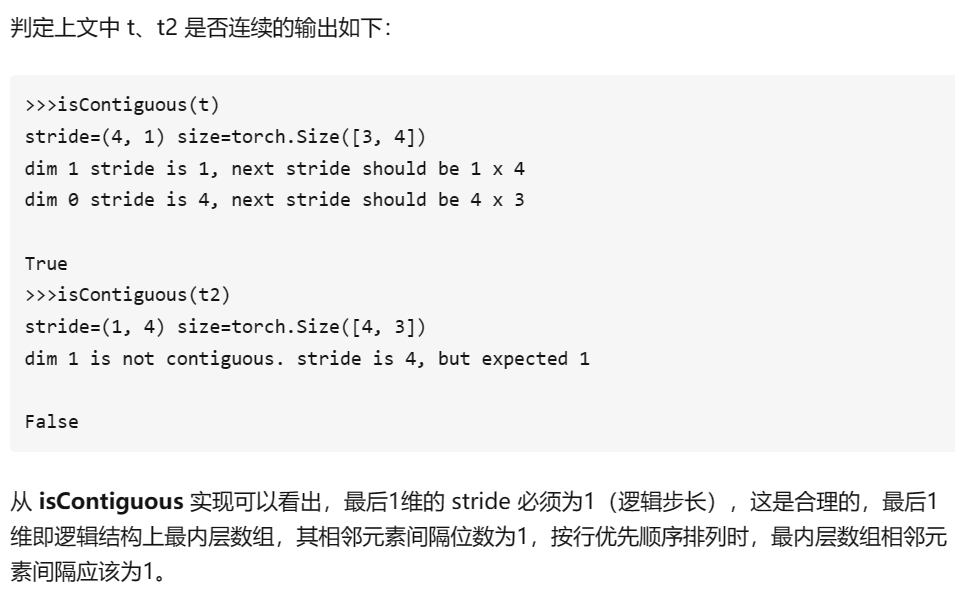 判定上文中 t、t2 是否连续的输出如下：
>>>isContiguous(t)
stride=(4, 1) size=torch.Size([3, 4])
dim 1 stride is 1, next stride should be 1 x 4
dim 0 stride is 4, next stride should be 4 x 3
True
>>>isContiguous(t2)
stride=(1, 4) size=torch.Size([4, 3])
dim 1 is not contiguous. stride is 4, but expected 1
False
从 isContiguous 实现可以看出，最后1维的 stride 必须为1（逻辑步长），这是合理的，最后1
维即逻辑结构上最内层数组，其相邻元素间隔位数为1，按行优先顺序排列时，最内层数组相邻元
素间隔应该为1。